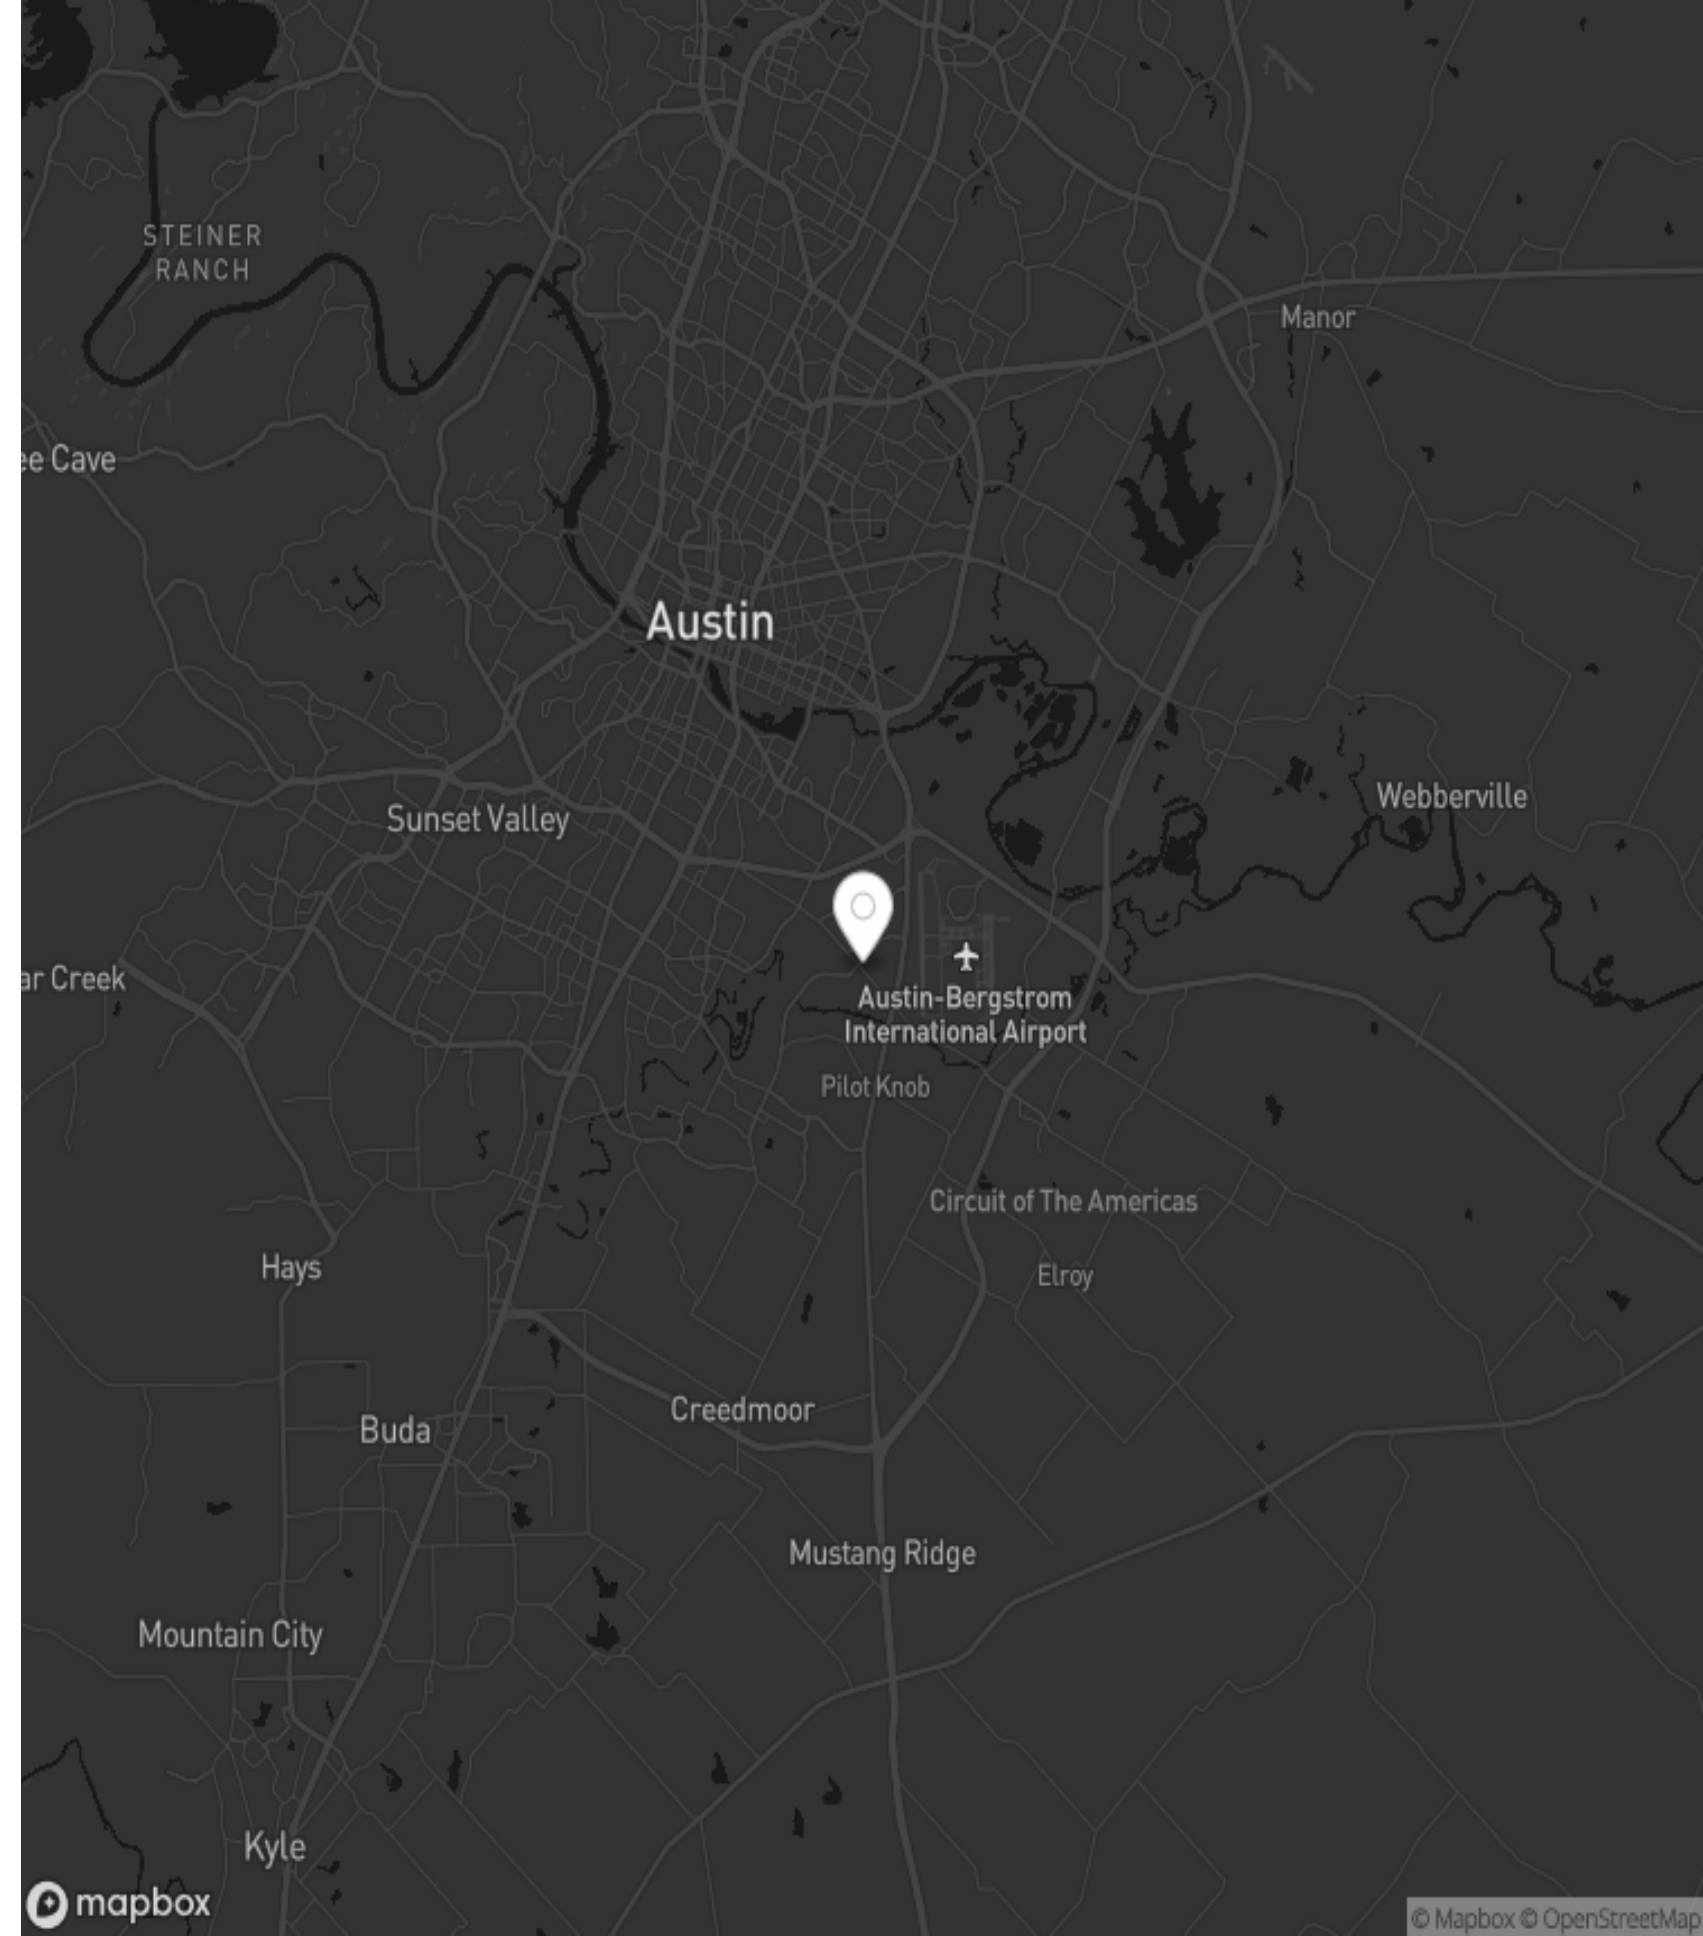 STEINER
RANCH
Manor
ee Cave
Austin
Webberville
Sunset Valley
ar Creek
Austin-Bergstrom
International Airport
Pilot Knob
Circuit of The Americas
Hays
Elroy
Creedmoor
Buda
Mustang Ridge
Mountain City
Kyle
mapbox
© Mapbox © OpenStreetMap